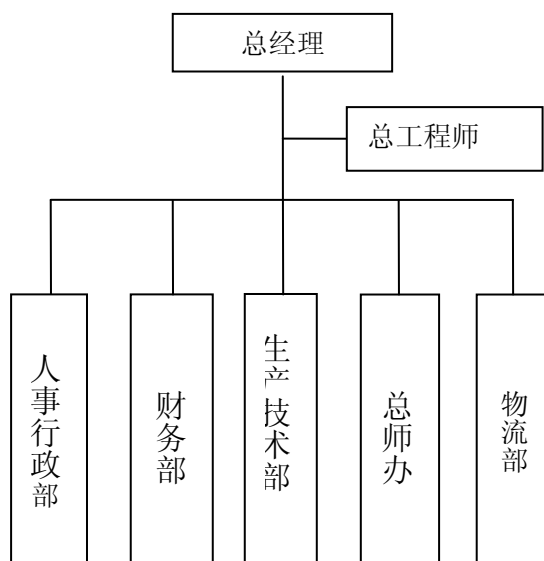 总经理
总工程师
人事行政部
财务部
生产技术部
总师办
物流部